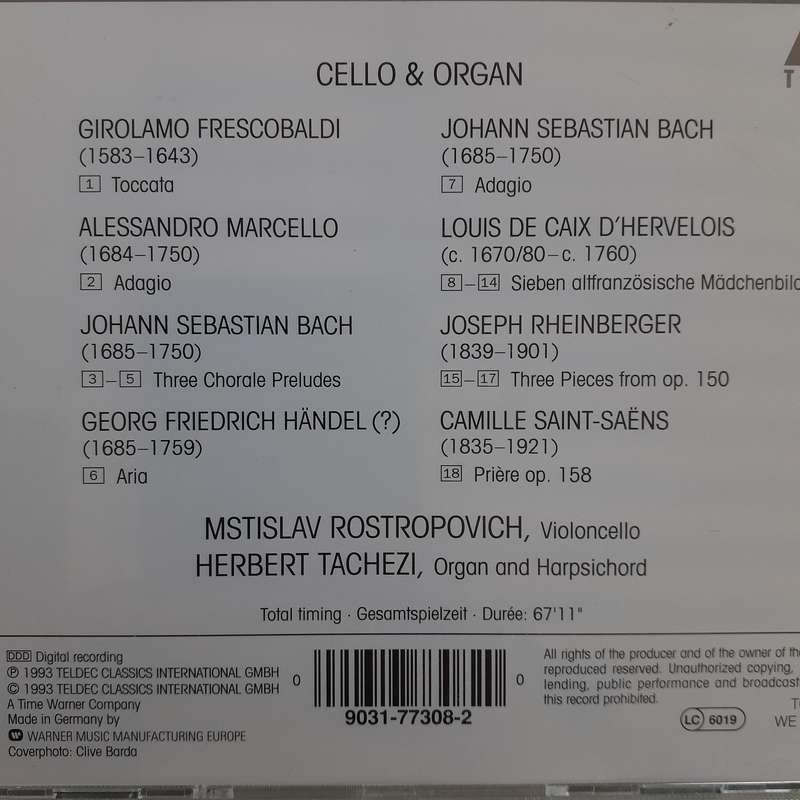 CELLO & ORGAN
GIROLAMO FRESCOBALDI
(1583–1643)
1 Toccata
ALESSANDRO MARCELLO
(1684–1750)
2 Adagio
JOHANN SEBASTIAN BACH
(1685–1750)
3–5 Three Chorale Preludes
GEORG FRIEDRICH HÄNDEL (?)
(1685–1759)
6 Aria
JOHANN SEBASTIAN BACH
(1685–1750)
7 Adagio
LOUIS DE CAIX D'HERVELOIS
(c. 1670/80–c. 1760)
8–14 Sieben altfranzösische
JOSEPH RHEINBERGER
(1839–1901)
15–17 Three Pieces from op. 150
CAMILLE SAINT-SAËNS
(1835–1921)
18 Prière op. 158
MSTISLAV ROSTROPOVICH, Violoncello
HERBERT TACHEZI, Organ and Harpsichord
Total timing · Gesamtspielzeit · Durée: 67'11"
DDD Digital recording
℗ 1993 TELDEC CLASSICS INTERNATIONAL GMBH
© 1993 TELDEC CLASSICS INTERNATIONAL GMBH
A Time Warner Company
Made in Germany by
WARNER MUSIC MANUFACTURING EUROPE
Coverphoto: Clive Barda
0 0
9031-77308-2
All rights of the producer and of the owner of
reproduced reserved. Unauthorized copying,
lending, public performance and
this record prohibited.
LC 6019
WE